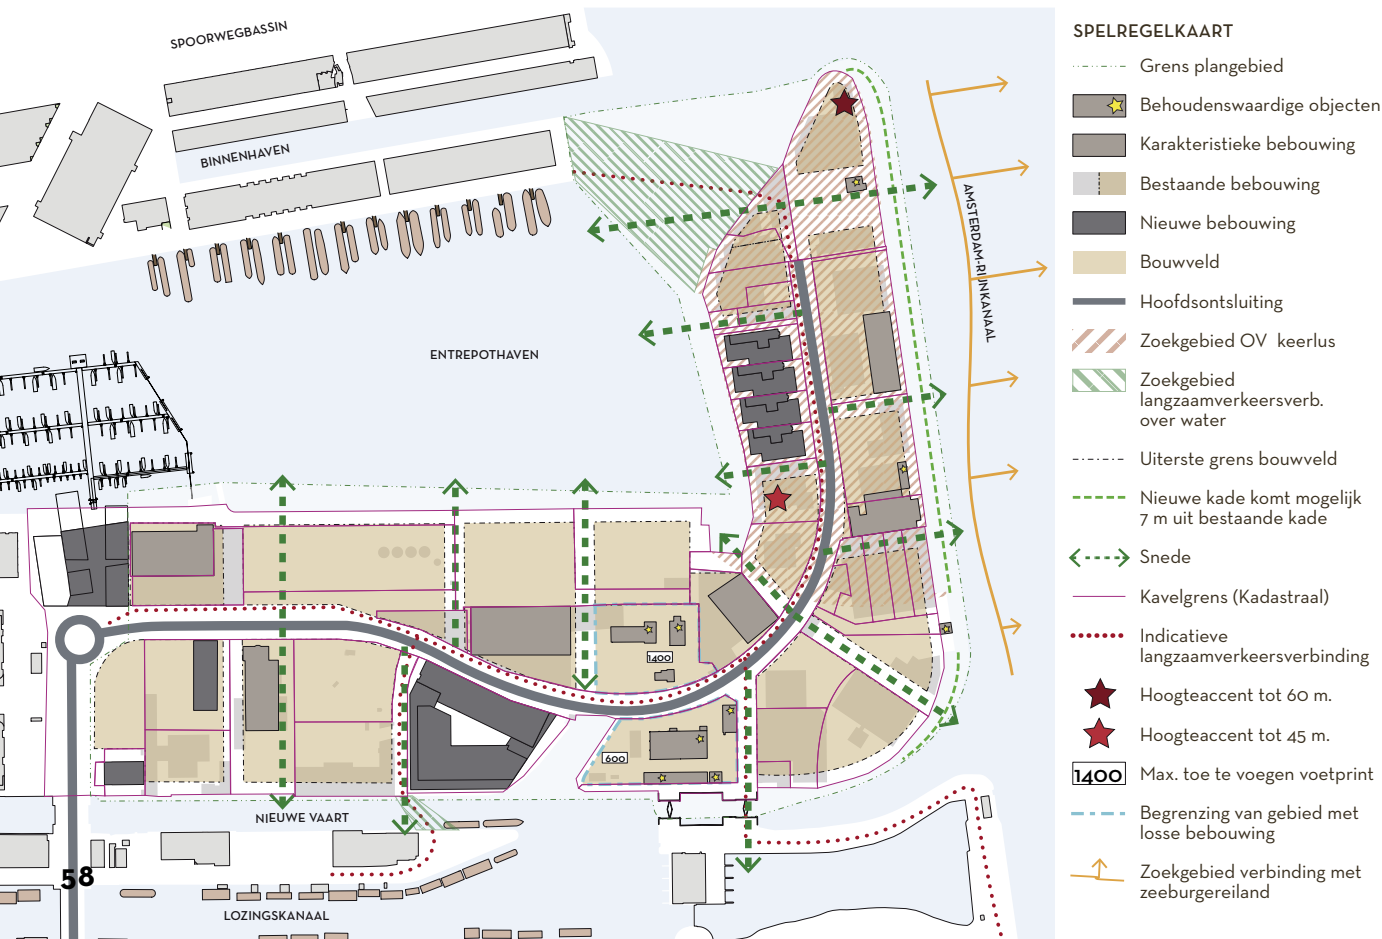 SPOORWEGBASSIN
BINNENHAVEN
ENTREPOTHAVEN
AMSTERDAM-RIJNKANAAL
1400
600
NIEUWE VAART
58
LOZINGSKANAAL
SPELREGELKAART
Grens plangebied
Behoudenswaardige objecten
Karakteristieke bebouwing
Bestaande bebouwing
Nieuwe bebouwing
Bouwveld
Hoofdsontsluiting
Zoekgebied OV keerlus
Zoekgebied
langzaamverkeersverb.
over water
Uiterste grens bouwveld
Nieuwe kade komt mogelijk
7 m uit bestaande kade
Snede
Kavelgrens (Kadastraal)
Indicatieve
langzaamverkeersverbinding
Hoogteaccent tot 60 m.
Hoogteaccent tot 45 m.
1400 Max. toe te voegen voetprint
Begrenzing van gebied met
losse bebouwing
Zoekgebied verbinding met
zeeburgereiland